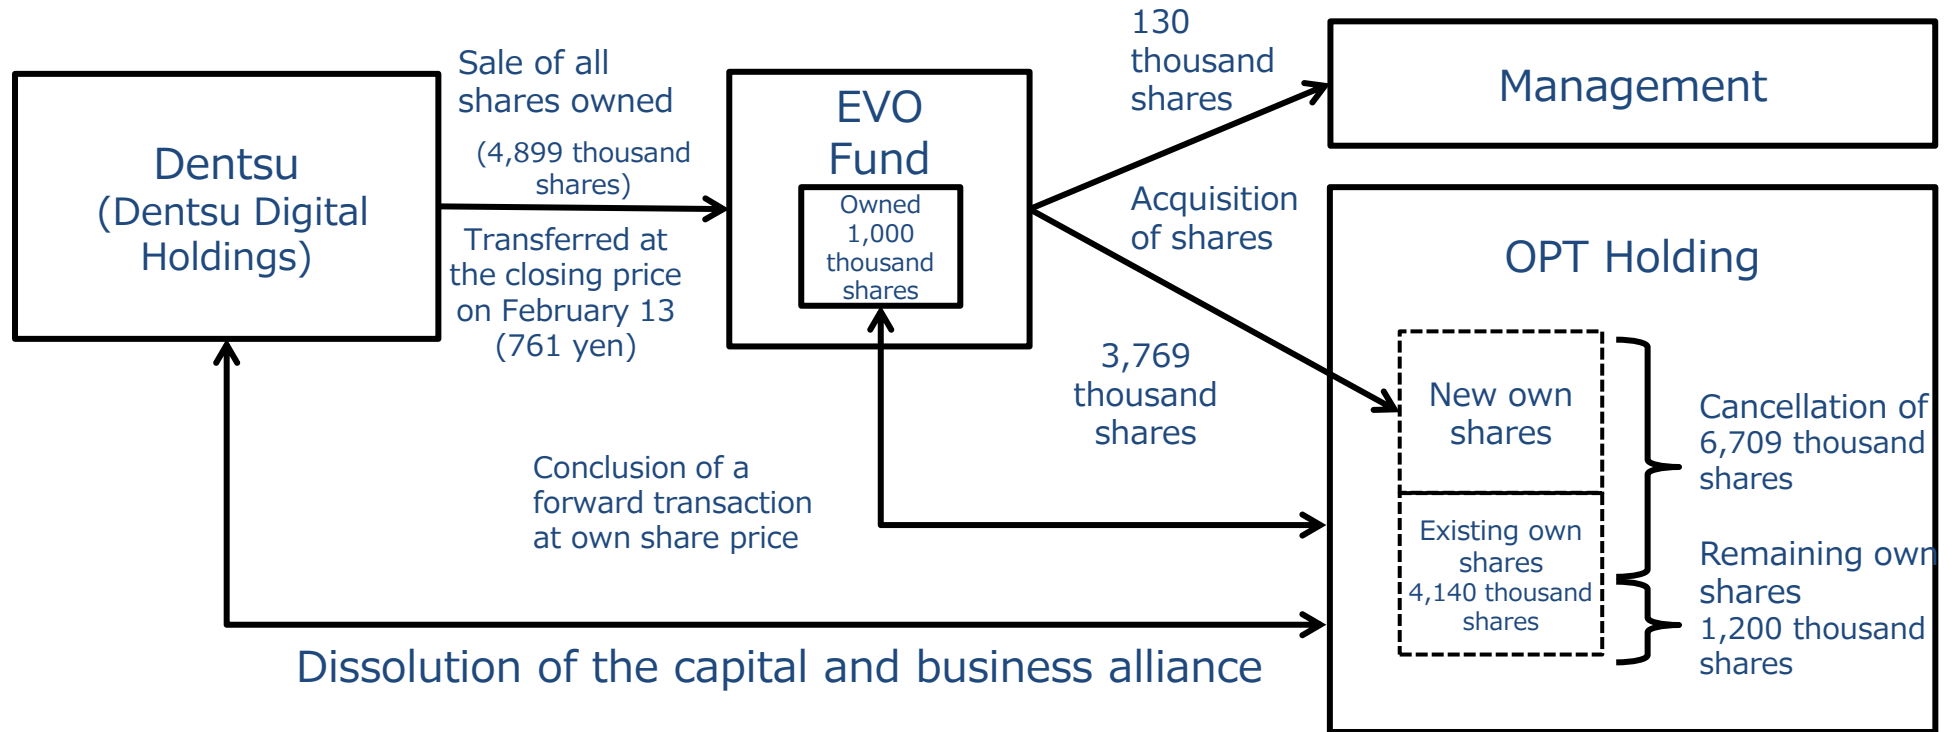 Dentsu
(Dentsu Digital
Holdings)
Sale of all
shares owned
(4,899 thousand
shares)
Transferred at
the closing price
on February 13
(761 yen)
EVO
Fund
Owned
1,000
thousand
shares
130
thousand
shares
Management
Acquisition
of shares
3,769
thousand
shares
OPT Holding
New own
shares
Existing own
shares
4,140 thousand
shares
Cancellation of
6,709 thousand
shares
Remaining own
shares
1,200 thousand
shares
Conclusion of a
forward transaction
at own share price
Dissolution of the capital and business alliance